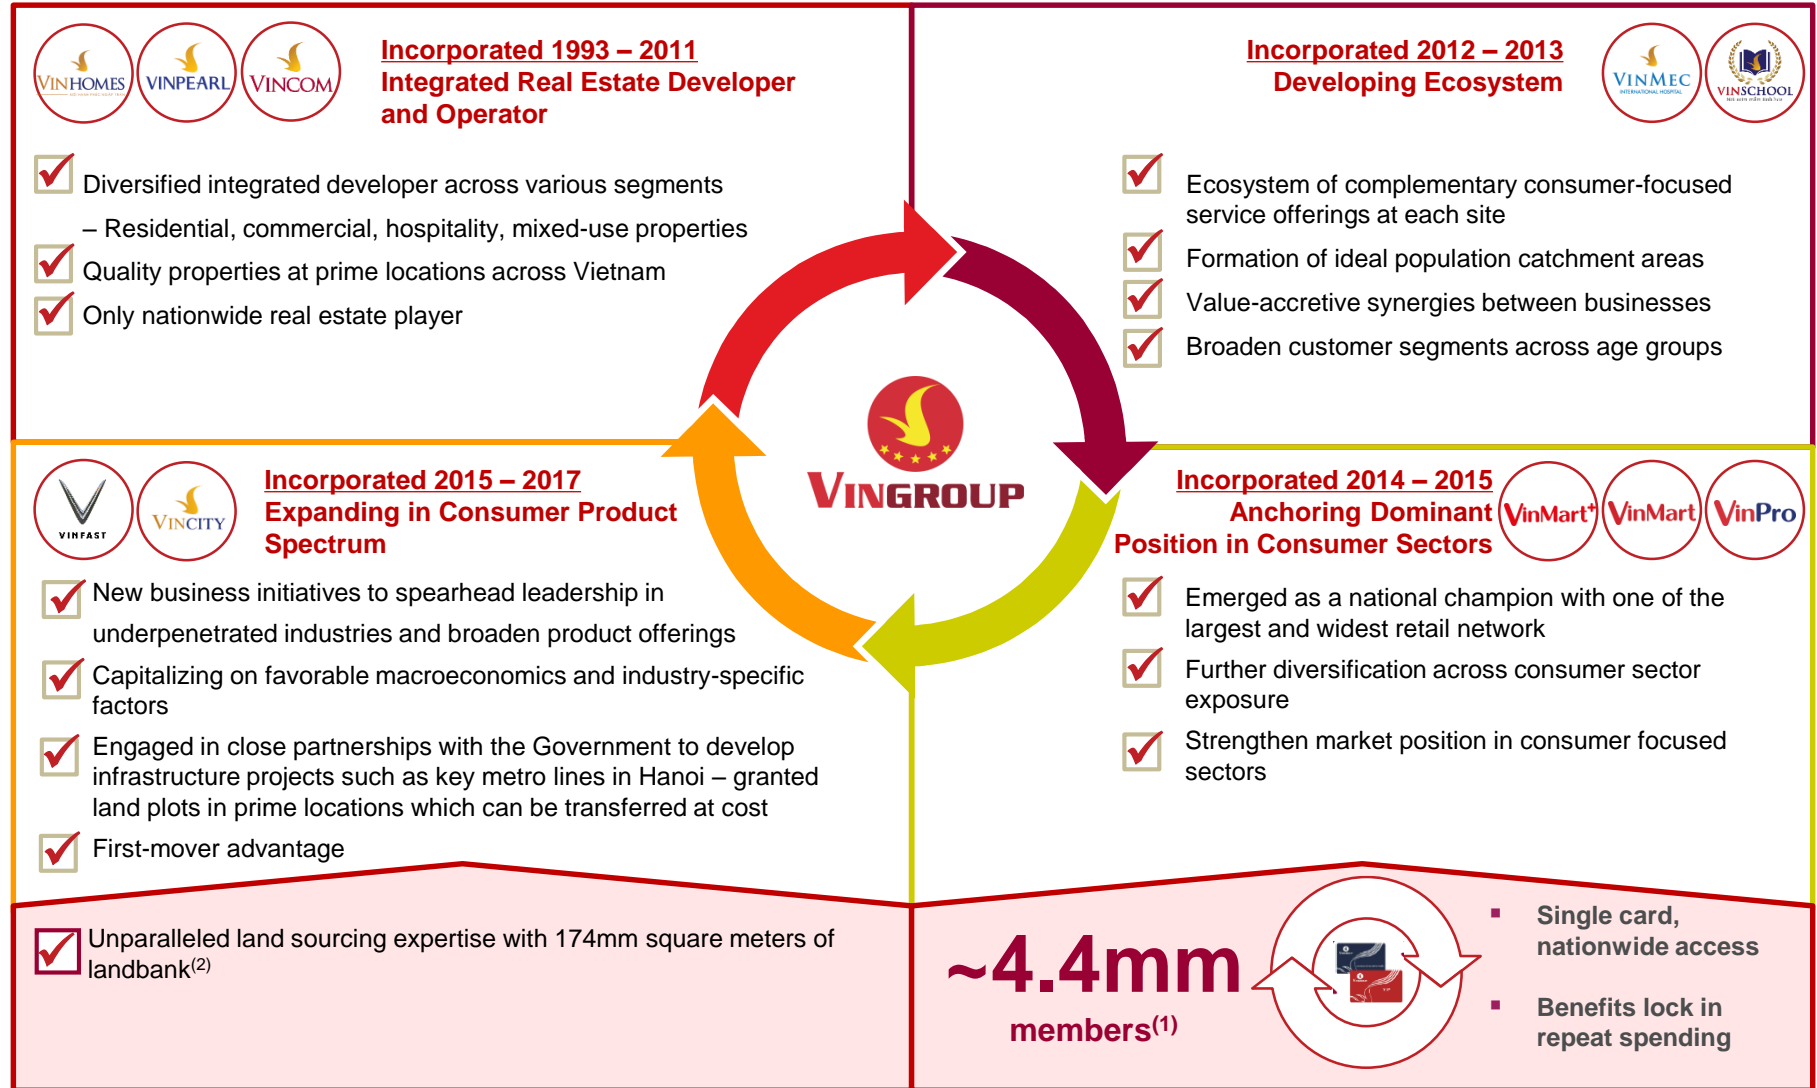 VINHOMES
VINPEARL
VINCOM
Incorporated 1993 – 2011
Integrated Real Estate Developer
and Operator
Diversified integrated developer across various segments
– Residential, commercial, hospitality, mixed-use properties
Quality properties at prime locations across Vietnam
Only nationwide real estate player
Incorporated 2012 – 2013
Developing Ecosystem
VINMEC
INTERNATIONAL HOSPITAL
VINSCHOOL
Ecosystem of complementary consumer-focused
service offerings at each site
Formation of ideal population catchment areas
Value-accretive synergies between businesses
Broaden customer segments across age groups
VINGROUP
VINFAST
VINCITY
Incorporated 2015 – 2017
Expanding in Consumer Product
Spectrum
New business initiatives to spearhead leadership in
underpenetrated industries and broaden product offerings
Capitalizing on favorable macroeconomics and industry-specific
factors
Engaged in close partnerships with the Government to develop
infrastructure projects such as key metro lines in Hanoi – granted
land plots in prime locations which can be transferred at cost
First-mover advantage
Incorporated 2014 – 2015
Anchoring Dominant
Position in Consumer Sectors
VinMart+
VinMart
VinPro
Emerged as a national champion with one of the
largest and widest retail network
Further diversification across consumer sector
exposure
Strengthen market position in consumer focused
sectors
Unparalleled land sourcing expertise with 174mm square meters of
landbank(2)
~4.4mm
members(1)
Single card,
nationwide access
Benefits lock in
repeat spending